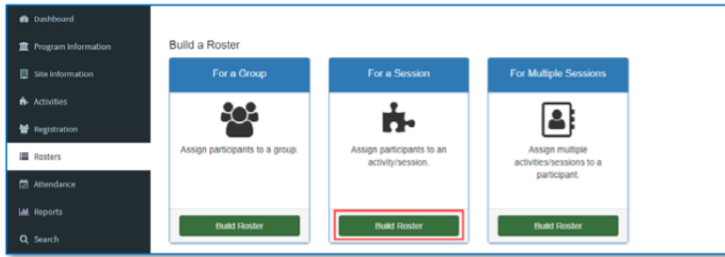 Dashboard
Program Information
Site Information
Activities
Registration
Rosters
Attendance
Reports
Search
Build a Roster
For a Group
Assign participants to a group.
Build Roster
For a Session
Assign participants to an
activity/session.
Build Roster
For Multiple Sessions
Assign multiple
activities/sessions to a
participant.
Build Roster